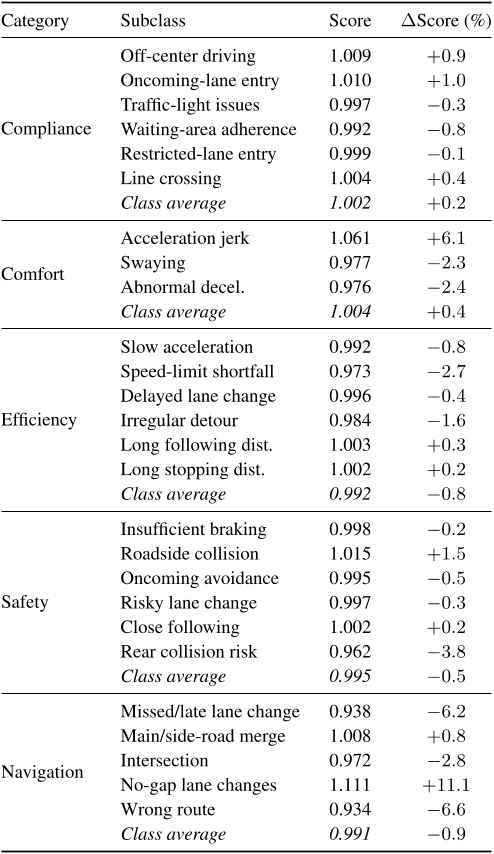 Category Subclass Score ΔScore (%)
Off-center driving 1.009 +0.9
Oncoming-lane entry 1.010 +1.0
Traffic-light issues 0.997 −0.3
Compliance Waiting-area adherence 0.992 −0.8
Restricted-lane entry 0.999 −0.1
Line crossing 1.004 +0.4
Class average 1.002 +0.2
Acceleration jerk 1.061 +6.1
Comfort Swaying 0.977 −2.3
Abnormal decel. 0.976 −2.4
Class average 1.004 +0.4
Slow acceleration 0.992 −0.8
Speed-limit shortfall 0.973 −2.7
Delayed lane change 0.996 −0.4
Efficiency Irregular detour 0.984 −1.6
Long following dist. 1.003 +0.3
Long stopping dist. 1.002 +0.2
Class average 0.992 −0.8
Insufficient braking 0.998 −0.2
Roadside collision 1.015 +1.5
Oncoming avoidance 0.995 −0.5
Safety Risky lane change 0.997 −0.3
Close following 1.002 +0.2
Rear collision risk 0.962 −3.8
Class average 0.995 −0.5
Missed/late lane change 0.938 −6.2
Main/side-road merge 1.008 +0.8
Intersection 0.972 −2.8
Navigation No-gap lane changes 1.111 +11.1
Wrong route 0.934 −6.6
Class average 0.991 −0.9